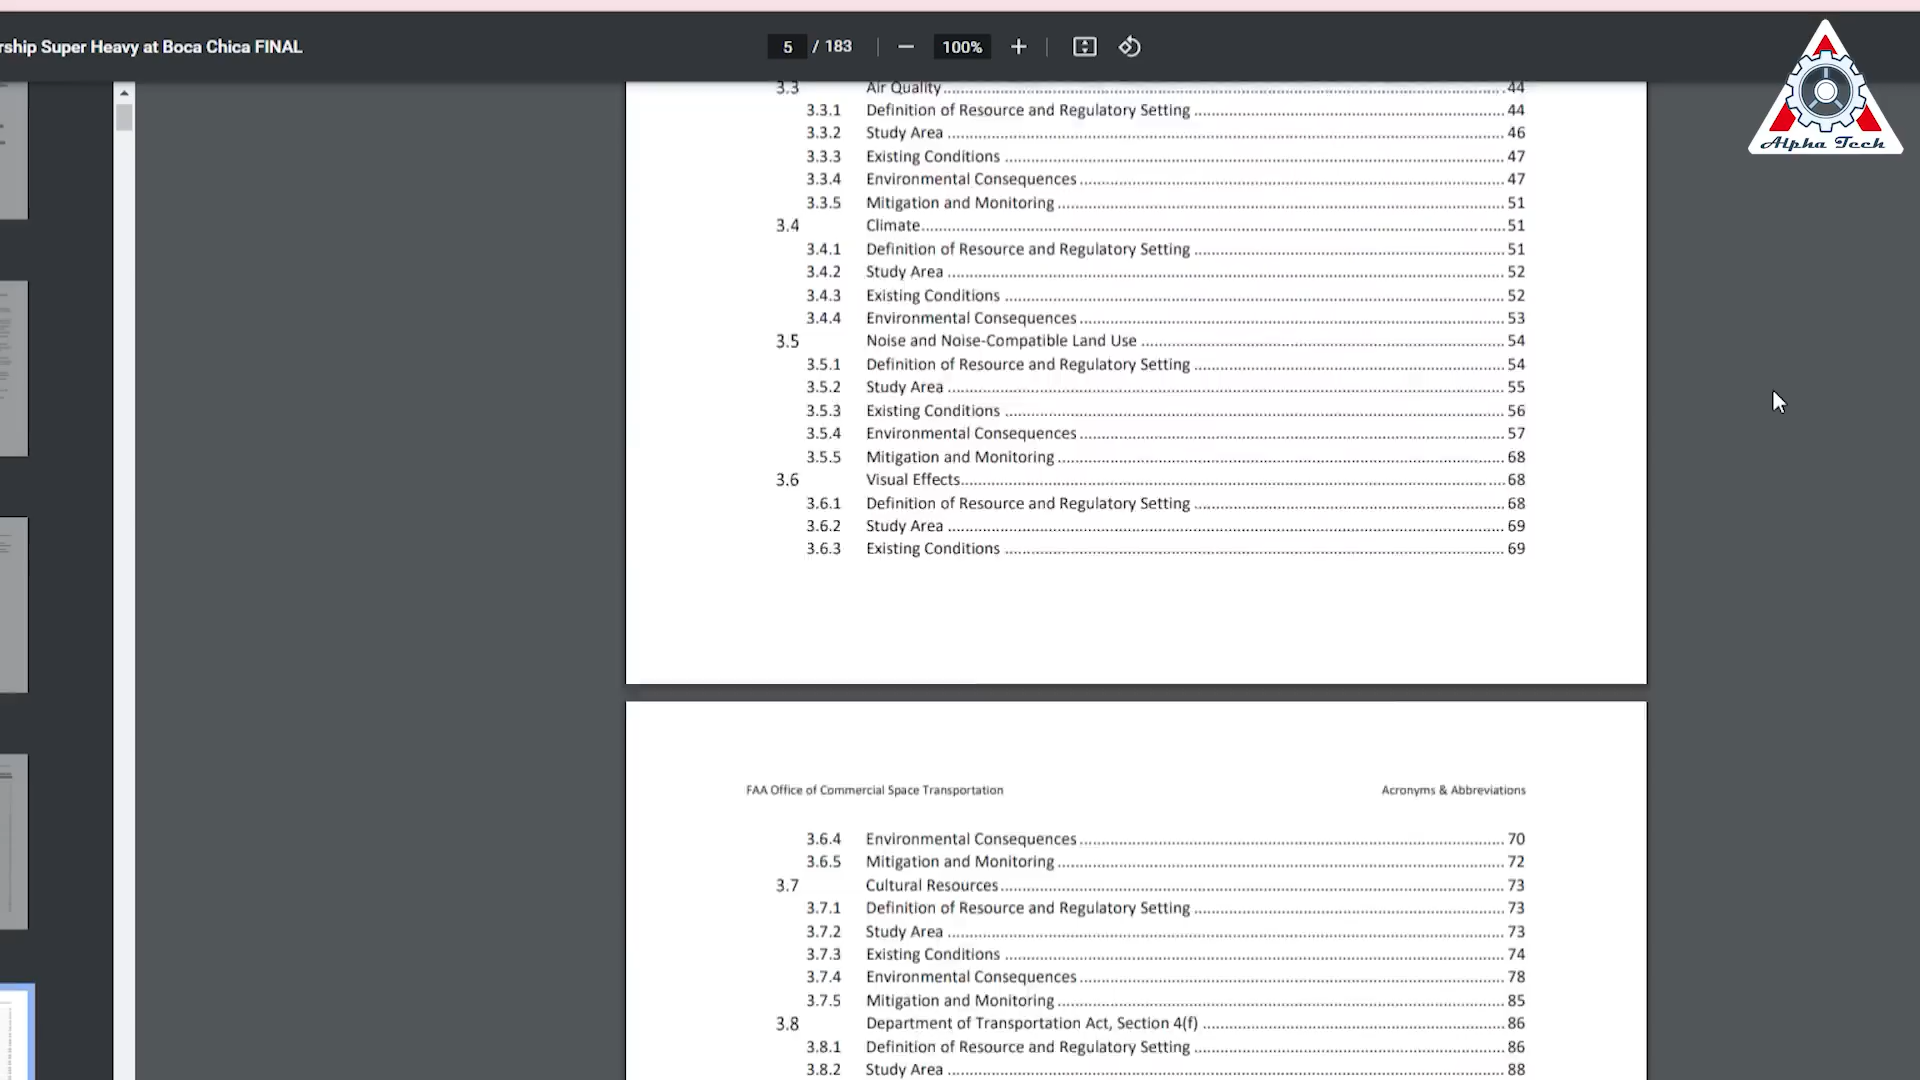 rship Super Heavy at Boca Chica FINAL
5 / 183
100%
Alpha Tech
3.3 Air Quality 44
3.3.1 Definition of Resource and Regulatory Setting 44
3.3.2 Study Area 46
3.3.3 Existing Conditions 47
3.3.4 Environmental Consequences 47
3.3.5 Mitigation and Monitoring 51
3.4 Climate 51
3.4.1 Definition of Resource and Regulatory Setting 51
3.4.2 Study Area 52
3.4.3 Existing Conditions 52
3.4.4 Environmental Consequences 53
3.5 Noise and Noise-Compatible Land Use 54
3.5.1 Definition of Resource and Regulatory Setting 54
3.5.2 Study Area 55
3.5.3 Existing Conditions 56
3.5.4 Environmental Consequences 57
3.5.5 Mitigation and Monitoring 68
3.6 Visual Effects 68
3.6.1 Definition of Resource and Regulatory Setting 68
3.6.2 Study Area 69
3.6.3 Existing Conditions 69
FAA Office of Commercial Space Transportation
Acronyms & Abbreviations
3.6.4 Environmental Consequences 70
3.6.5 Mitigation and Monitoring 72
3.7 Cultural Resources 73
3.7.1 Definition of Resource and Regulatory Setting 73
3.7.2 Study Area 73
3.7.3 Existing Conditions 74
3.7.4 Environmental Consequences 78
3.7.5 Mitigation and Monitoring 85
3.8 Department of Transportation Act, Section 4(f) 86
3.8.1 Definition of Resource and Regulatory Setting 86
3.8.2 Study Area 88